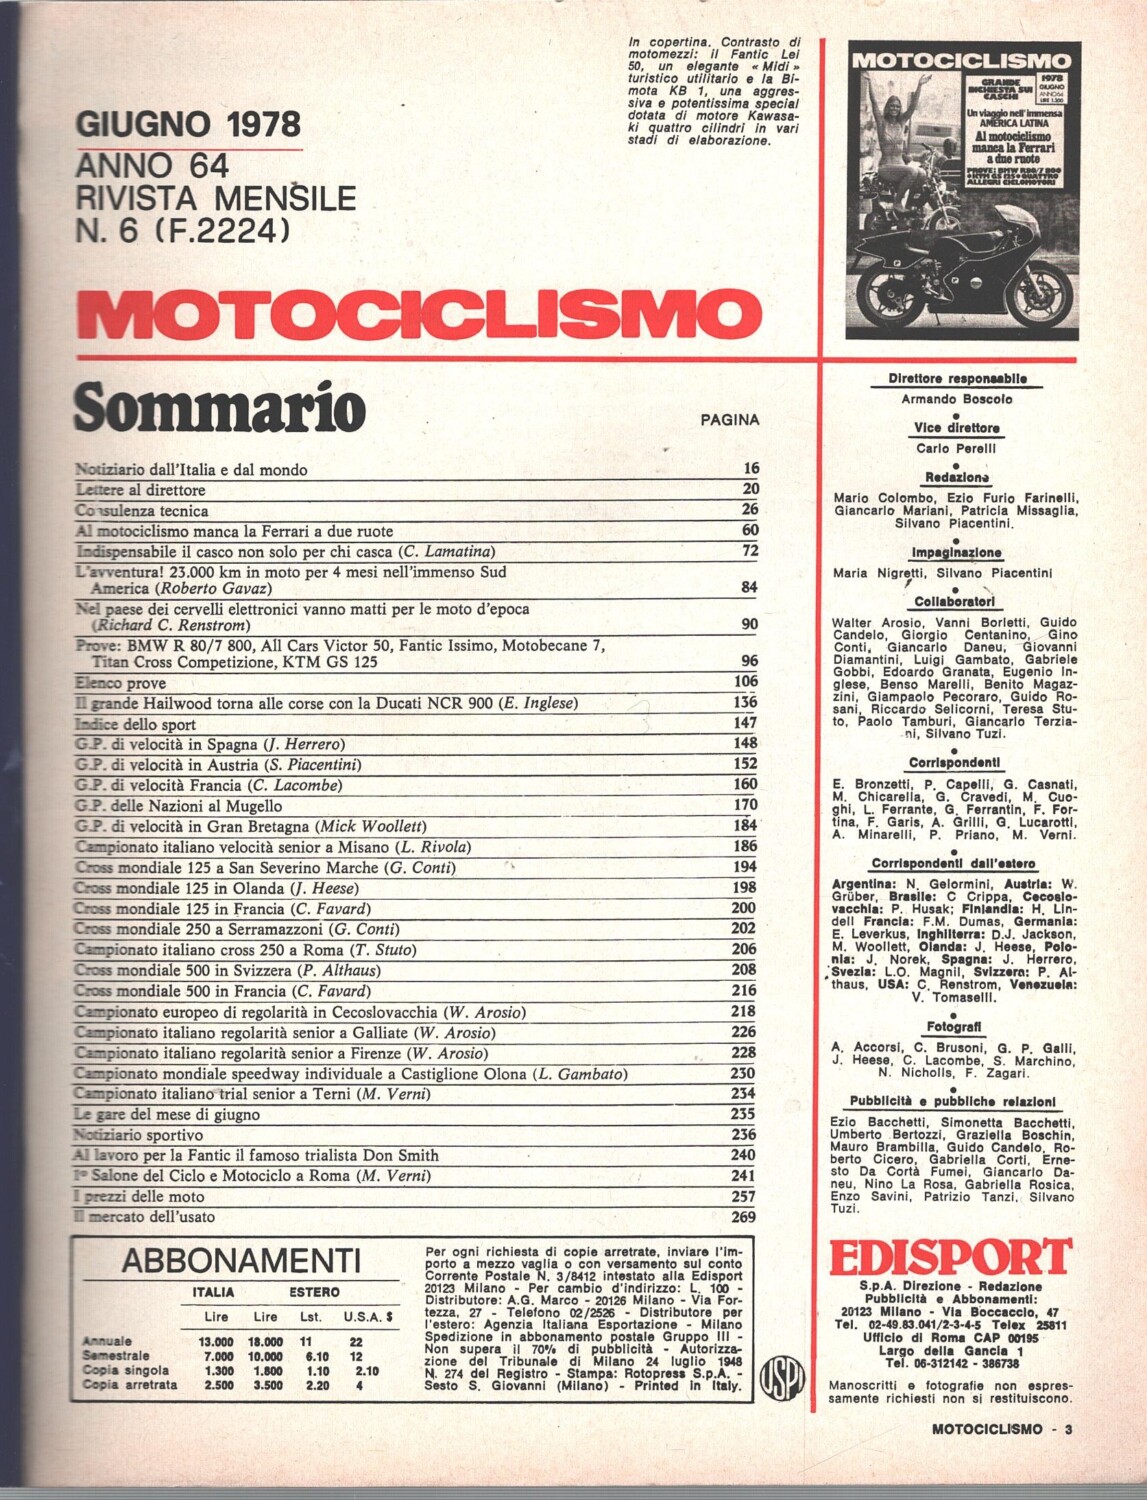 In copertina. Contrasto di
motomezzi: il Fantic Lei
50, un elegante « Midi »
turistico utilitario e la Bi-
mota KB 1, una aggres-
siva e potentissima special
dotata di motore Kawasa-
ki quattro cilindri in vari
stadi di elaborazione.
MOTOCICLISMO
GRANDE
INCHIESTA SUI
CASCHI
1978
GIUGNO
ANNO 64
LIRE 1.300
Un viaggio nell'immensa
AMERICA LATINA
Al motociclismo
manca la Ferrari
a due ruote
PROVE: BMW R80/7 800
• KTM GS 125 • QUATTRO
ALLEGRI CICLOMOTORI
GIUGNO 1978
ANNO 64
RIVISTA MENSILE
N. 6 (F.2224)
MOTOCICLISMO
Sommario
PAGINA
Notiziario dall'Italia e dal mondo 16
Lettere al direttore 20
Consulenza tecnica 26
Al motociclismo manca la Ferrari a due ruote 60
Indispensabile il casco non solo per chi casca (C. Lamatina) 72
L'avventura! 23.000 km in moto per 4 mesi nell'immenso Sud
America (Roberto Gavaz) 84
Nel paese dei cervelli elettronici vanno matti per le moto d'epoca
(Richard C. Renstrom) 90
Prove: BMW R 80/7 800, All Cars Victor 50, Fantic Issimo, Motobecane 7,
Titan Cross Competizione, KTM GS 125 96
Elenco prove 106
Il grande Hailwood torna alle corse con la Ducati NCR 900 (E. Inglese) 136
Indice dello sport 147
G.P. di velocità in Spagna (J. Herrero) 148
G.P. di velocità in Austria (S. Piacentini) 152
G.P. di velocità Francia (C. Lacombe) 160
G.P. delle Nazioni al Mugello 170
G.P. di velocità in Gran Bretagna (Mick Woollett) 184
Campionato italiano velocità senior a Misano (L. Rivola) 186
Cross mondiale 125 a San Severino Marche (G. Conti) 194
Cross mondiale 125 in Olanda (J. Heese) 198
Cross mondiale 125 in Francia (C. Favard) 200
Cross mondiale 250 a Serramazzoni (G. Conti) 202
Campionato italiano cross 250 a Roma (T. Stuto) 206
Cross mondiale 500 in Svizzera (P. Althaus) 208
Cross mondiale 500 in Francia (C. Favard) 216
Campionato europeo di regolarità in Cecoslovacchia (W. Arosio) 218
Campionato italiano regolarità senior a Galliate (W. Arosio) 226
Campionato italiano regolarità senior a Firenze (W. Arosio) 228
Campionato mondiale speedway individuale a Castiglione Olona (L. Gambato) 230
Campionato italiano trial senior a Terni (M. Verni) 234
Le gare del mese di giugno 235
Notiziario sportivo 236
Al lavoro per la Fantic il famoso trialista Don Smith 240
1º Salone del Ciclo e Motociclo a Roma (M. Verni) 241
I prezzi delle moto 257
Il mercato dell'usato 269
ABBONAMENTI
ITALIA ESTERO
Lire Lire Lst. U.S.A. $
Annuale 13.000 18.000 11 22
Semestrale 7.000 10.000 6.10 12
Copia singola 1.300 1.800 1.10 2.10
Copia arretrata 2.500 3.500 2.20 4
Per ogni richiesta di copie arretrate, inviare l'im-
porto a mezzo vaglia o con versamento sul conto
Corrente Postale N. 3/8412 intestato alla Edisport
20123 Milano - Per cambio d'indirizzo: L. 100 -
Distributore: A.G. Marco - 20126 Milano - Via For-
tezza, 27 - Telefono 02/2526 - Distributore per
l'estero: Agenzia Italiana Esportazione - Milano
Spedizione in abbonamento postale Gruppo III -
Non supera il 70% di pubblicità - Autorizza-
zione del Tribunale di Milano 24 luglio 1948
N. 274 del Registro - Stampa: Rotopress S.p.A. -
Sesto S. Giovanni (Milano) - Printed in Italy.
USPI
Direttore responsabile
Armando Boscolo
Vice direttore
Carlo Perelli
Redazione
Mario Colombo, Ezio Furio Farinelli,
Giancarlo Mariani, Patricia Missaglia,
Silvano Piacentini.
Impaginazione
Maria Nigretti, Silvano Piacentini
Collaboratori
Walter Arosio, Vanni Borletti, Guido
Candelo, Giorgio Centanino, Gino
Conti, Giancarlo Daneu, Giovanni
Diamantini, Luigi Gambato, Gabriele
Gobbi, Edoardo Granata, Eugenio In-
glese, Benso Marelli, Benito Magaz-
zini, Giampaolo Pecoraro, Guido Ro-
sani, Riccardo Selicorni, Teresa Stu-
to, Paolo Tamburi, Giancarlo Terzia-
ni, Silvano Tuzi.
Corrispondenti
E. Bronzetti, P. Capelli, G. Casnati,
M. Chicarella, G. Cravedi, M. Cuo-
ghi, L. Ferrante, G. Ferrantin, F. For-
tina, F. Garis, A. Grilli, G. Lucarotti,
A. Minarelli, P. Priano, M. Verni.
Corrispondenti dall'estero
Argentina: N. Gelormini, Austria: W.
Grüber, Brasile: C Crippa, Cecoslo-
vacchia: P. Husak; Finlandia: H. Lin-
dell Francia: F.M. Dumas, Germania:
E. Leverkus, Inghilterra: D.J. Jackson,
M. Woollett, Olanda: J. Heese, Polo-
nia: J. Norek, Spagna: J. Herrero,
Svezia: L.O. Magnil, Svizzera: P. Al-
thaus, USA: C. Renstrom, Venezuela:
V. Tomaselli.
Fotografi
A. Accorsi, C. Brusoni, G. P. Galli,
J. Heese, C. Lacombe, S. Marchino,
N. Nicholls, F. Zagari.
Pubblicità e pubbliche relazioni
Ezio Bacchetti, Simonetta Bacchetti,
Umberto Bertozzi, Graziella Boschin,
Mauro Brambilla, Guido Candelo, Ro-
berto Cicero, Gabriella Corti, Erne-
sto Da Cortà Fumei, Giancarlo Da-
neu, Nino La Rosa, Gabriella Rosica,
Enzo Savini, Patrizio Tanzi, Silvano
Tuzi.
EDISPORT
S.p.A. Direzione - Redazione
Pubblicità e Abbonamenti:
20123 Milano - Via Boccaccio, 47
Tel. 02-49.83.041/2-3-4-5 Telex 25811
Ufficio di Roma CAP 00195
Largo della Gancia 1
Tel. 06-312142 - 386738
Manoscritti e fotografie non espres-
samente richiesti non si restituiscono.
MOTOCICLISMO - 3